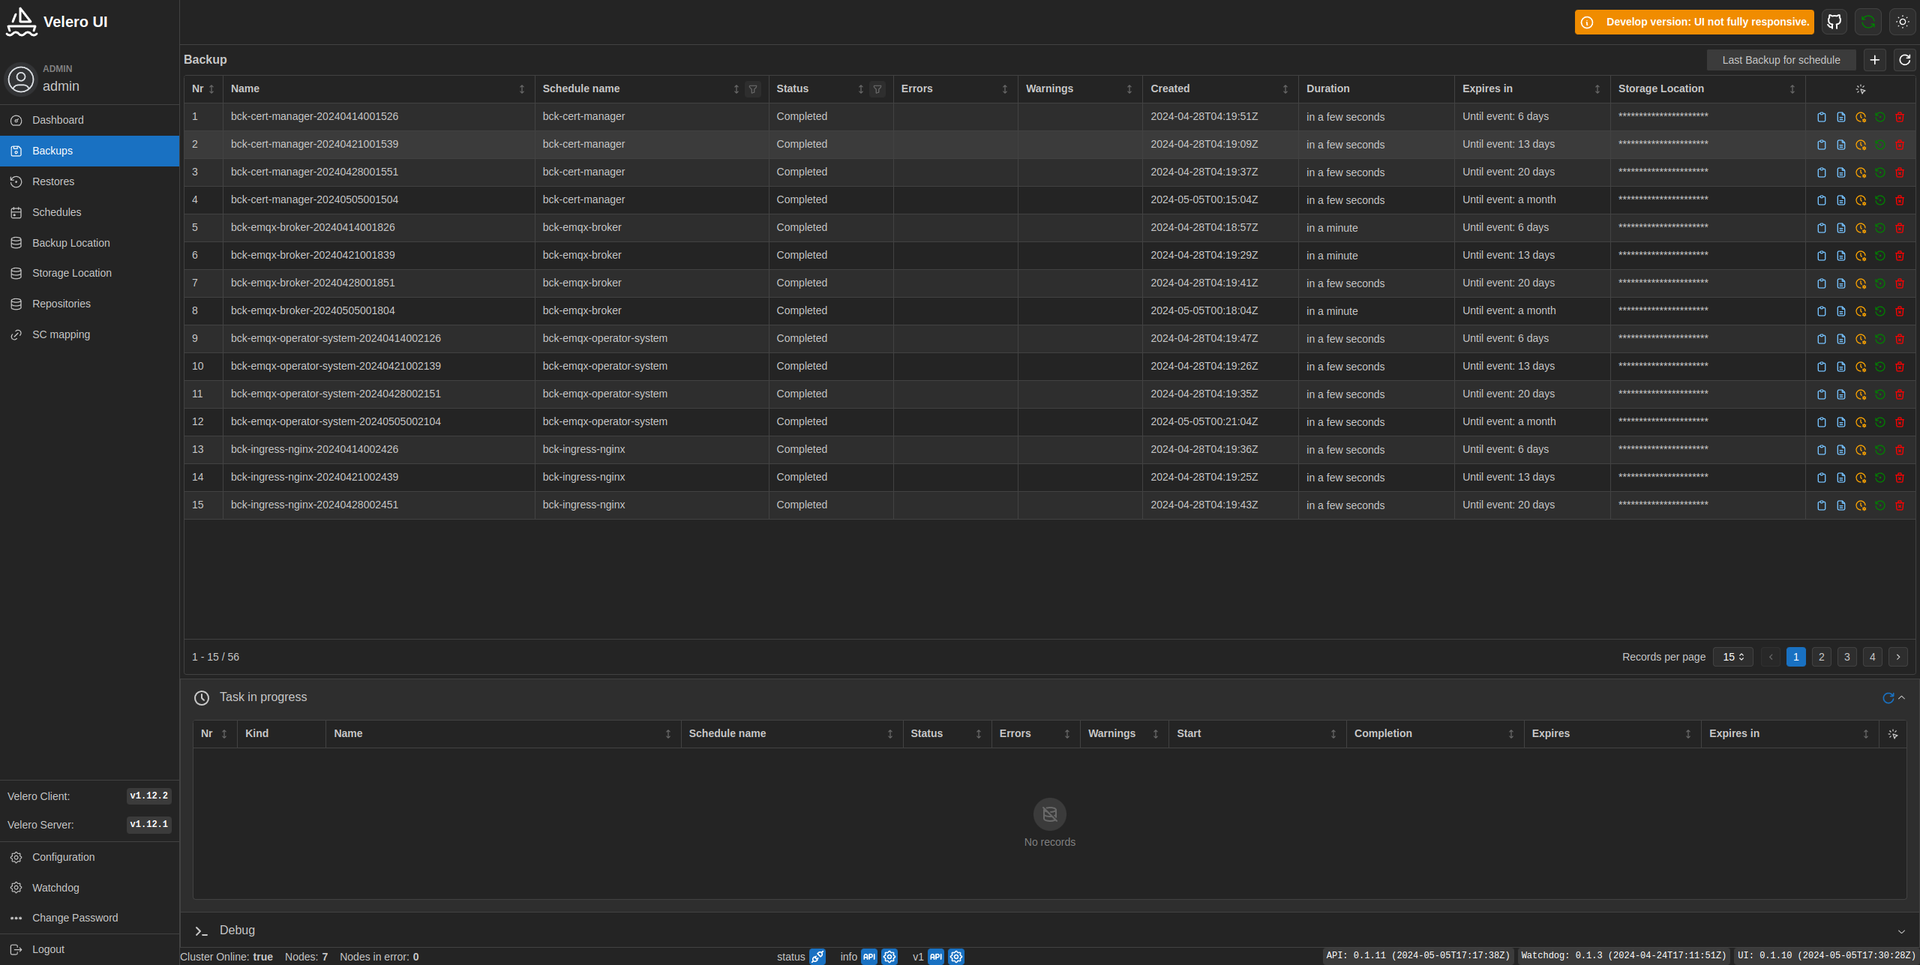 Velero UI
Develop version: UI not fully responsive.
ADMIN
admin
Dashboard
Backups
Restores
Schedules
Backup Location
Storage Location
Repositories
SC mapping
Velero Client: v1.12.2
Velero Server: v1.12.1
Configuration
Watchdog
Change Password
Logout
Backup
Last Backup for schedule
Nr Name Schedule name Status Errors Warnings Created Duration Expires in Storage Location
1 bck-cert-manager-20240414001526 bck-cert-manager Completed 2024-04-28T04:19:51Z in a few seconds Until event: 6 days **********************
2 bck-cert-manager-20240421001539 bck-cert-manager Completed 2024-04-28T04:19:09Z in a few seconds Until event: 13 days **********************
3 bck-cert-manager-20240428001551 bck-cert-manager Completed 2024-04-28T04:19:37Z in a few seconds Until event: 20 days **********************
4 bck-cert-manager-20240505001504 bck-cert-manager Completed 2024-05-05T00:15:04Z in a few seconds Until event: a month **********************
5 bck-emqx-broker-20240414001826 bck-emqx-broker Completed 2024-04-28T04:18:57Z in a minute Until event: 6 days **********************
6 bck-emqx-broker-20240421001839 bck-emqx-broker Completed 2024-04-28T04:19:29Z in a minute Until event: 13 days **********************
7 bck-emqx-broker-20240428001851 bck-emqx-broker Completed 2024-04-28T04:19:41Z in a few seconds Until event: 20 days **********************
8 bck-emqx-broker-20240505001804 bck-emqx-broker Completed 2024-05-05T00:18:04Z in a minute Until event: a month **********************
9 bck-emqx-operator-system-20240414002126 bck-emqx-operator-system Completed 2024-04-28T04:19:47Z in a few seconds Until event: 6 days **********************
10 bck-emqx-operator-system-20240421002139 bck-emqx-operator-system Completed 2024-04-28T04:19:26Z in a few seconds Until event: 13 days **********************
11 bck-emqx-operator-system-20240428002151 bck-emqx-operator-system Completed 2024-04-28T04:19:35Z in a few seconds Until event: 20 days **********************
12 bck-emqx-operator-system-20240505002104 bck-emqx-operator-system Completed 2024-05-05T00:21:04Z in a few seconds Until event: a month **********************
13 bck-ingress-nginx-20240414002426 bck-ingress-nginx Completed 2024-04-28T04:19:36Z in a few seconds Until event: 6 days **********************
14 bck-ingress-nginx-20240421002439 bck-ingress-nginx Completed 2024-04-28T04:19:25Z in a few seconds Until event: 13 days **********************
15 bck-ingress-nginx-20240428002451 bck-ingress-nginx Completed 2024-04-28T04:19:43Z in a few seconds Until event: 20 days **********************
1 - 15 / 56
Records per page 15 1 2 3 4
Task in progress
Nr Kind Name Schedule name Status Errors Warnings Start Completion Expires Expires in
No records
Debug
Cluster Online: true Nodes: 7 Nodes in error: 0 status info API v1 API API: 0.1.11 (2024-05-05T17:17:38Z) Watchdog: 0.1.3 (2024-04-24T17:11:51Z) UI: 0.1.10 (2024-05-05T17:30:28Z)